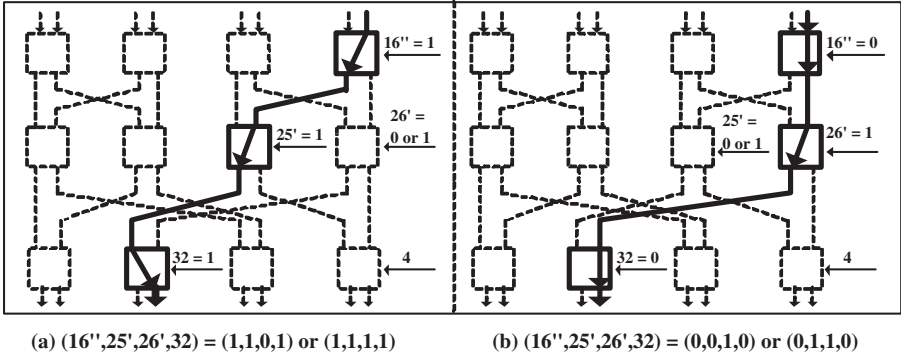 16'' = 1
25' = 1
26' =
0 or 1
32 = 1
4
(a) (16'',25',26',32) = (1,1,0,1) or (1,1,1,1)
16'' = 0
25' =
0 or 1
26' = 1
32 = 0
4
(b) (16'',25',26',32) = (0,0,1,0) or (0,1,1,0)